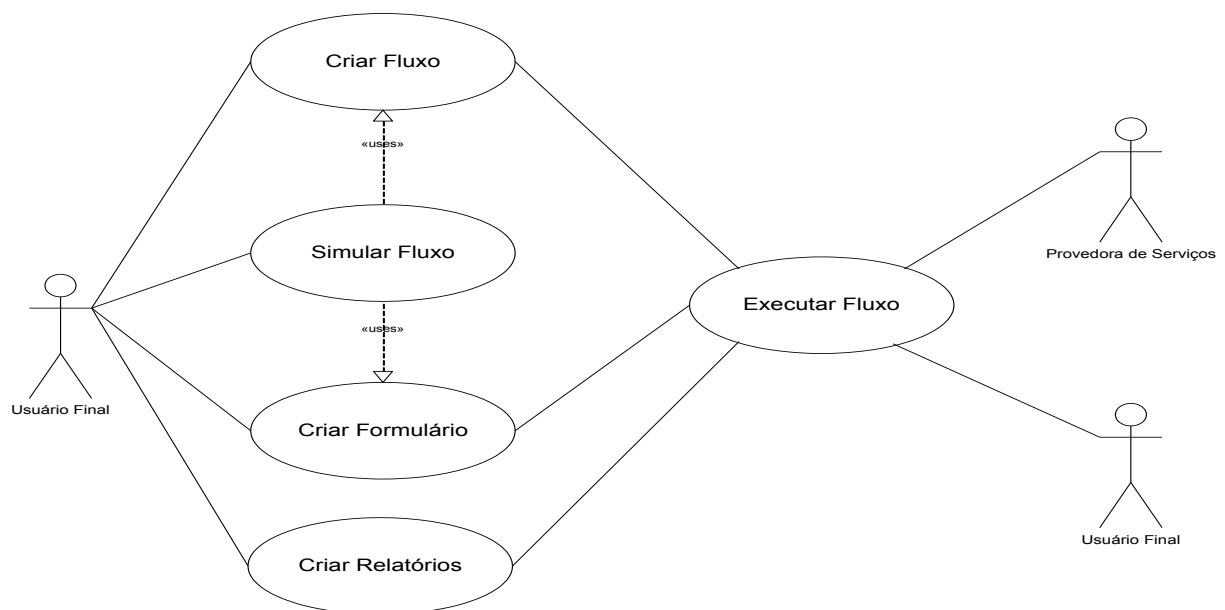 Criar Fluxo
«uses»
Simular Fluxo
«uses»
Criar Formulário
Criar Relatórios
Usuário Final
Executar Fluxo
Provedora de Serviços
Usuário Final